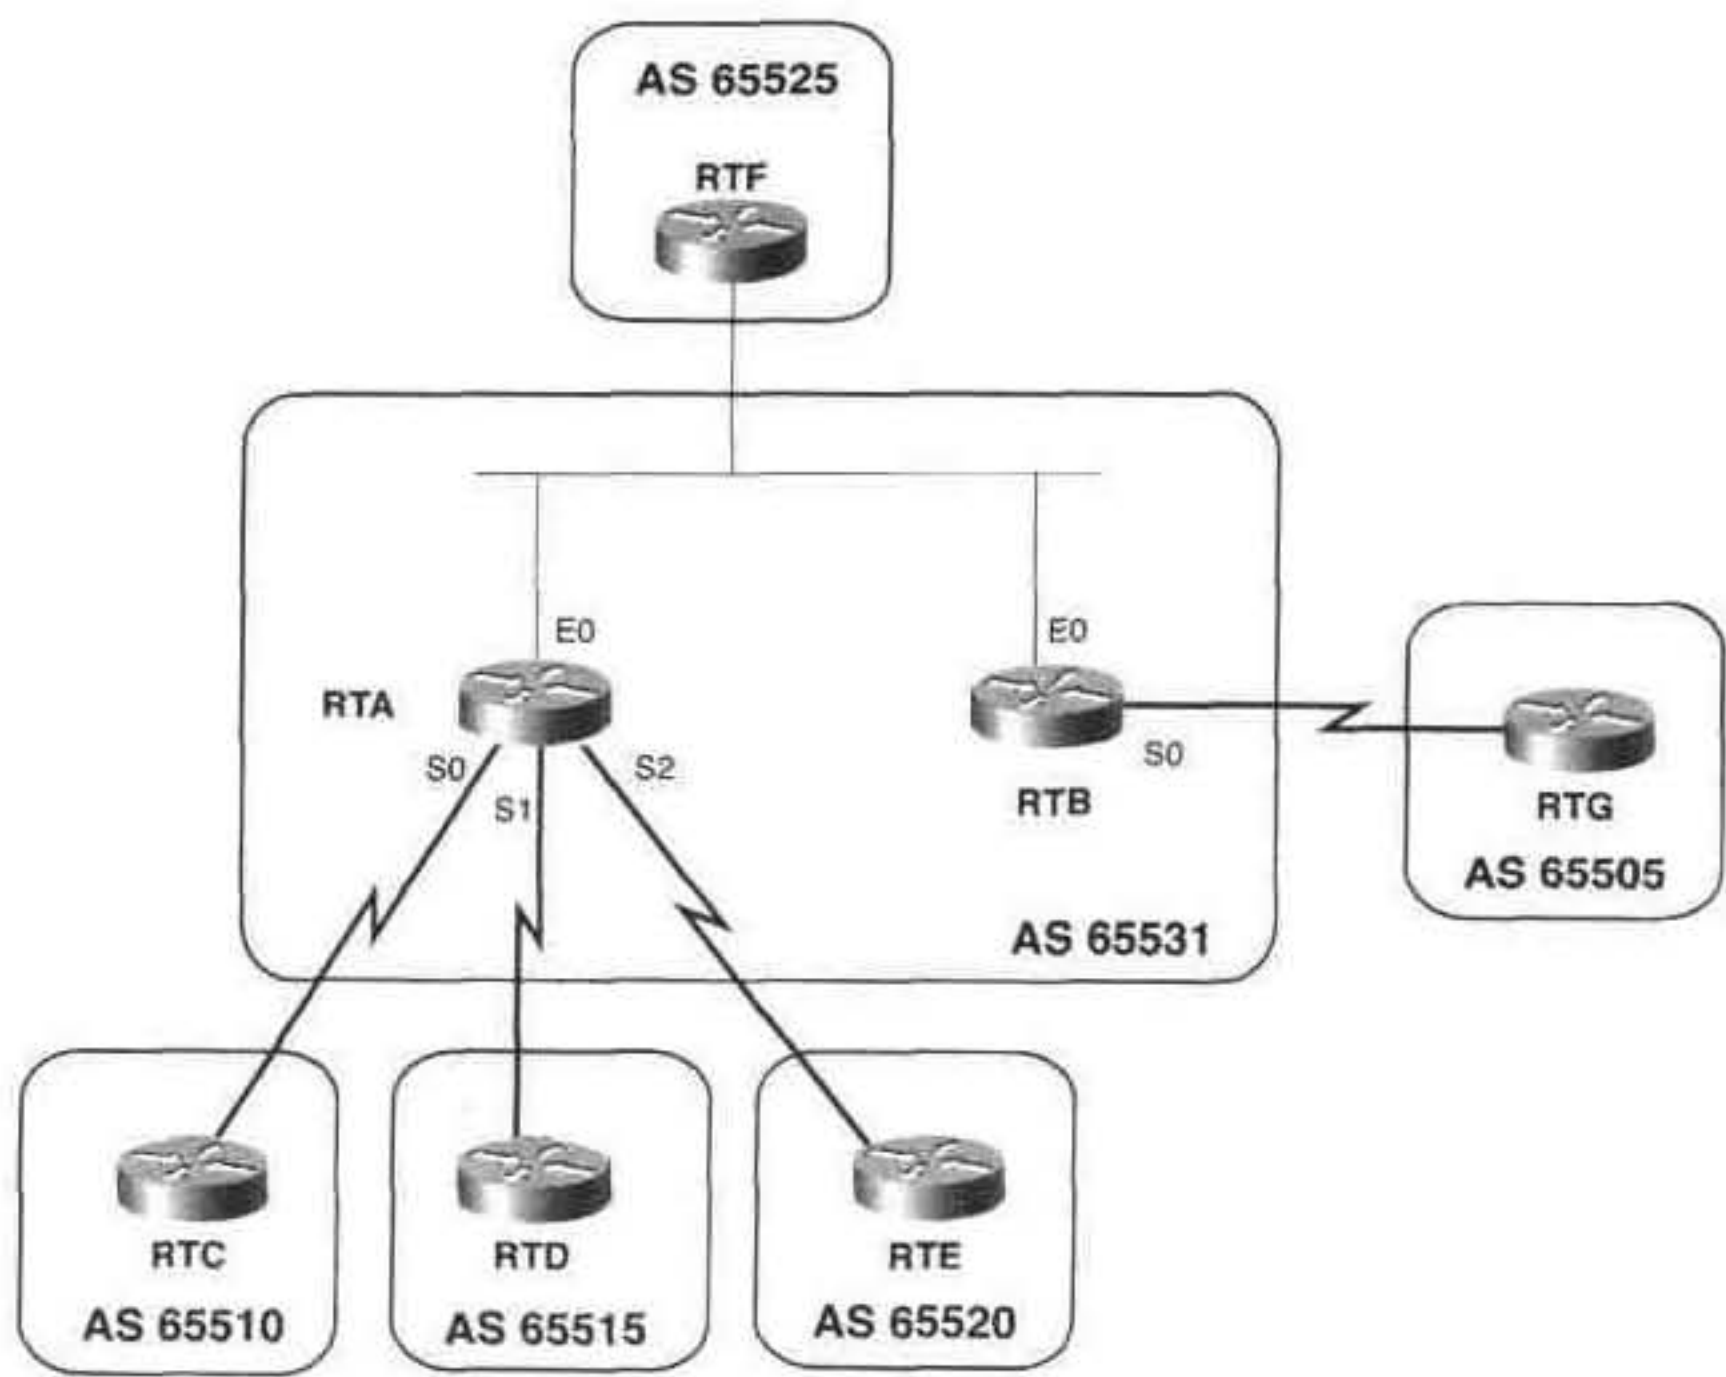 AS 65525
RTF
E0
E0
RTA
S0
S1
S2
S0
RTB
RTG
AS 65505
AS 65531
RTC
RTD
RTE
AS 65510
AS 65515
AS 65520